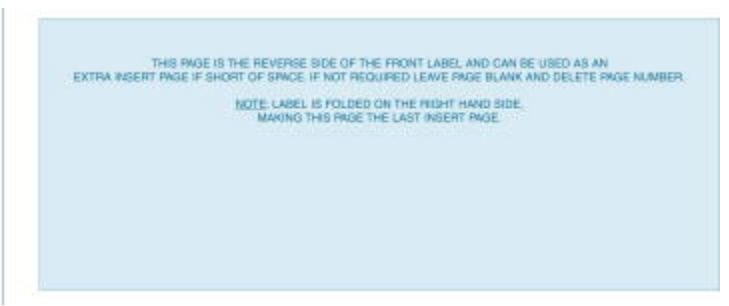 THIS PAGE IS THE REVERSE SIDE OF THE FRONT LABEL AND CAN BE USED AS AN
EXTRA INSERT PAGE IF SHORT OF SPACE. IF NOT REQUIRED LEAVE PAGE BLANK AND DELETE PAGE NUMBER.
NOTE: LABEL IS FOLDED ON THE RIGHT HAND SIDE,
MAKING THIS PAGE THE LAST INSERT PAGE.